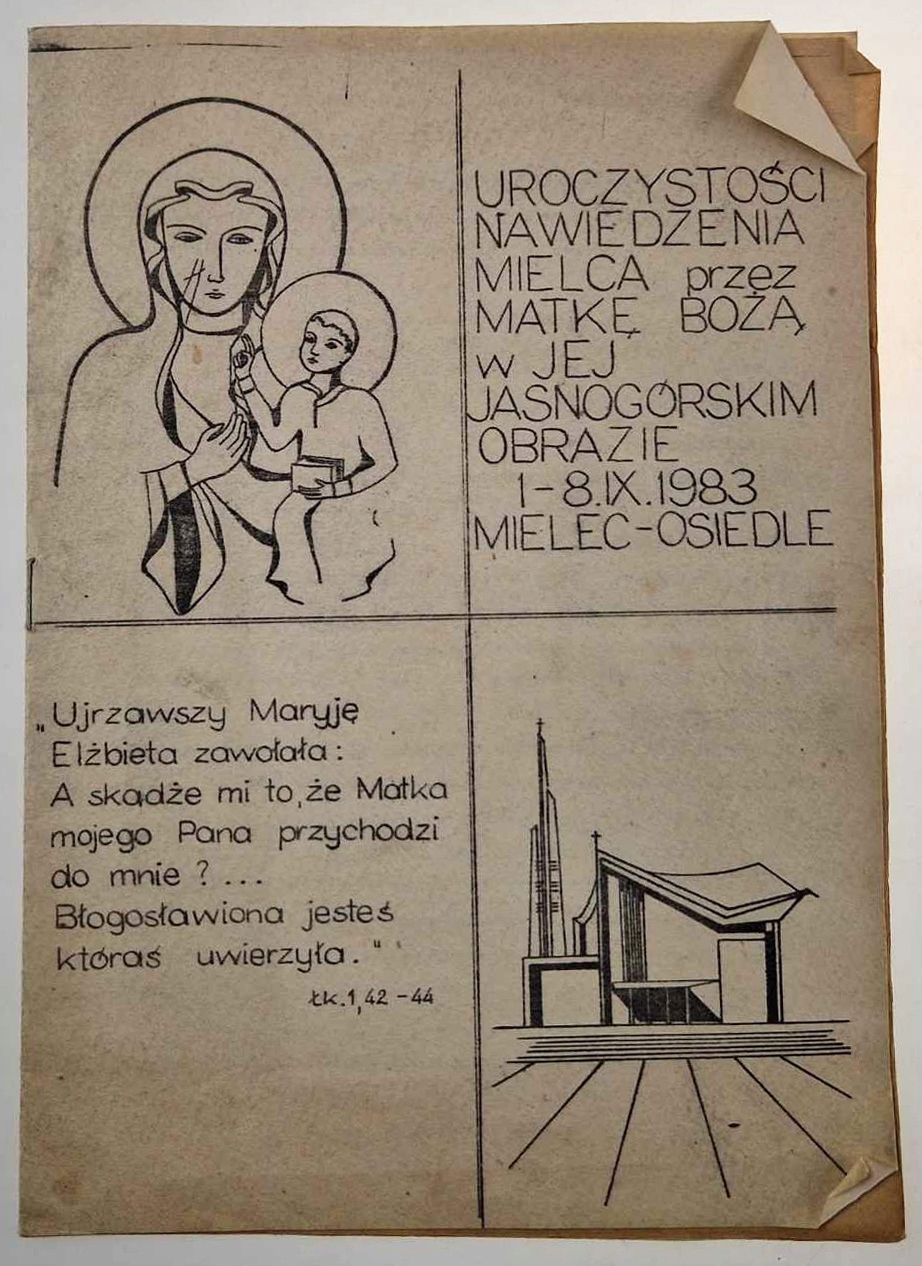 UROCZYSTOŚCI
NAWIEDZENIA
MIELCA przez
MATKĘ BOŻĄ
w JEJ
JASNOGÓRSKIM
OBRAZIE
1-8.IX.1983
MIELEC-OSIEDLE
„Ujrzawszy Maryję
Elżbieta zawołała:
A skądże mi to, że Matka
mojego Pana przychodzi
do mnie ? ...
Błogosławiona jesteś
któraś uwierzyła."
Łk.1,42-44